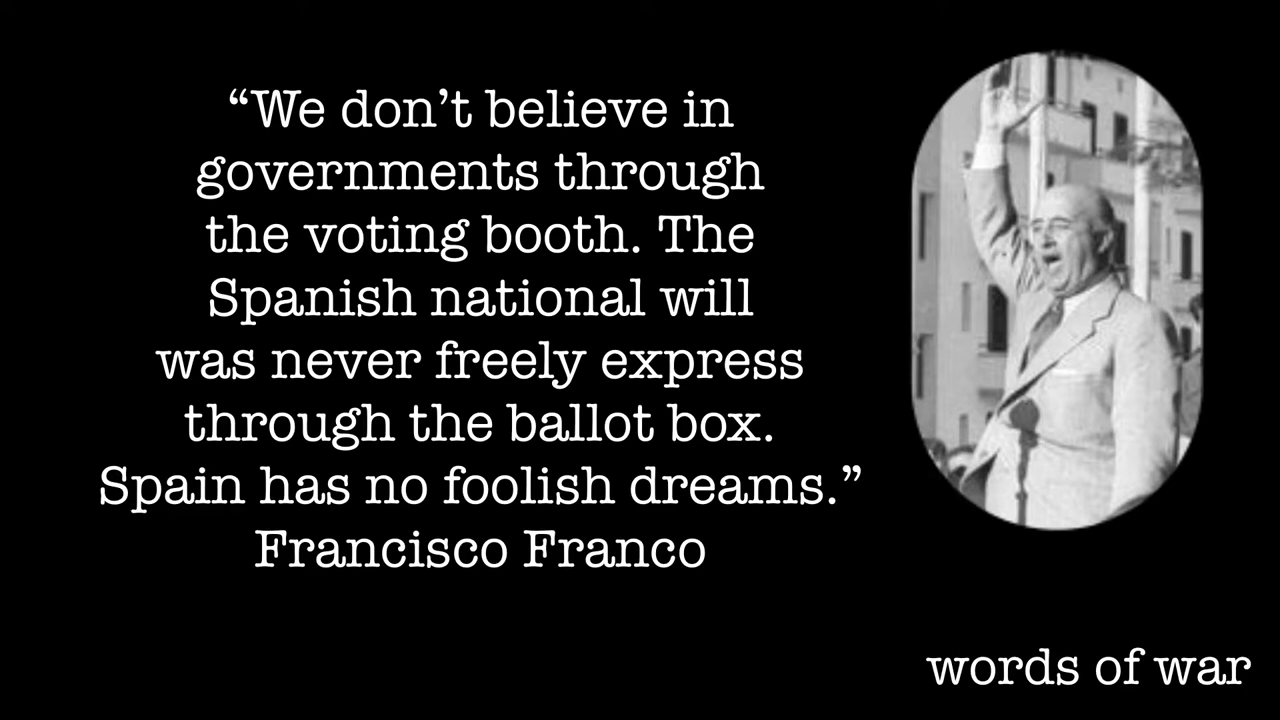 “We don’t believe in
governments through
the voting booth. The
Spanish national will
was never freely express
through the ballot box.
Spain has no foolish dreams.”
Francisco Franco
words of war